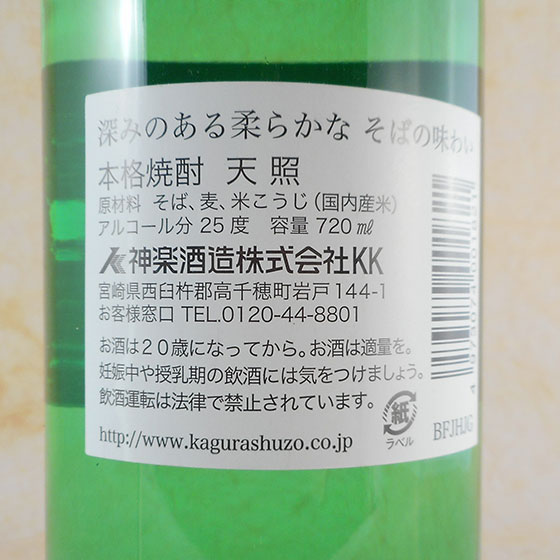 深みのある柔らかな そばの味わい
本格焼酎 天照
原材料 そば、麦、米こうじ(国内産米)
アルコール分 25度 容量 720㎖
神楽酒造株式会社KK
宮崎県西臼杵郡高千穂町岩戸144-1
お客様窓口 TEL.0120-44-8801
お酒は20歳になってから。お酒は適量を。
妊娠中や授乳期の飲酒には気をつけましょう。
飲酒運転は法律で禁止されています。
http://www.kagurashuzo.co.jp
紙
ラベル
BFJHJG